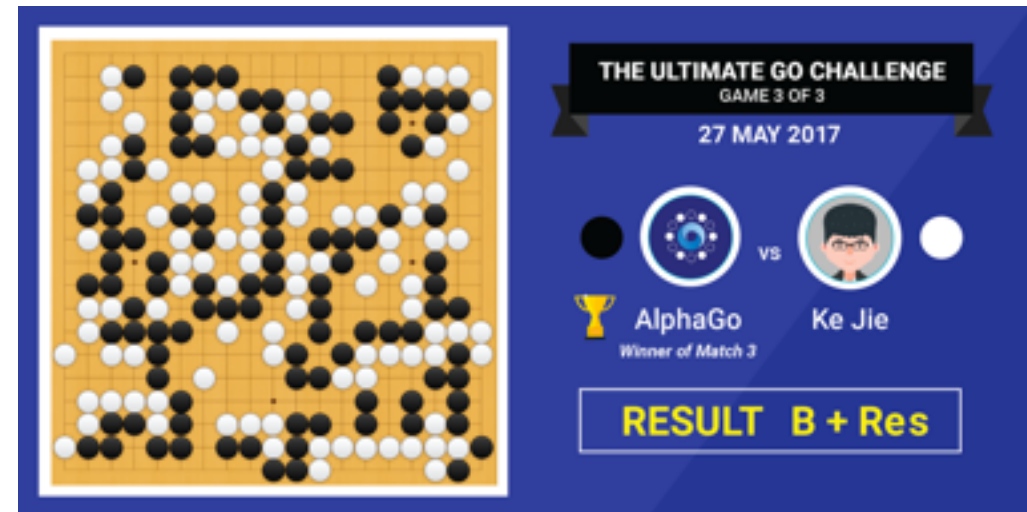 THE ULTIMATE GO CHALLENGE
GAME 3 OF 3
27 MAY 2017
vs
AlphaGo
Ke Jie
Winner of Match 3
RESULT B + Res